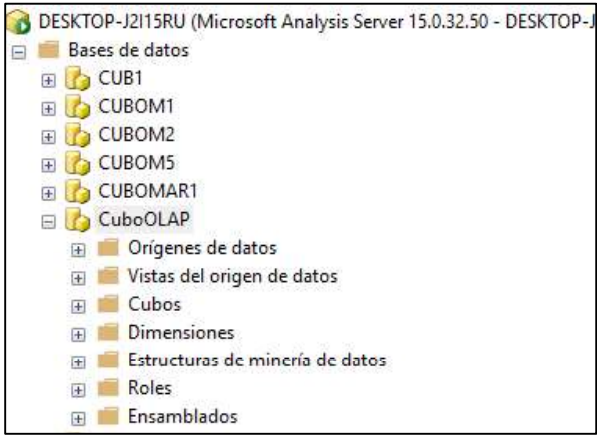 DESKTOP-J2I15RU (Microsoft Analysis Server 15.0.32.50 - DESKTOP-J
Bases de datos
CUB1
CUBOM1
CUBOM2
CUBOM5
CUBOMAR1
CuboOLAP
Orígenes de datos
Vistas del origen de datos
Cubos
Dimensiones
Estructuras de minería de datos
Roles
Ensamblados